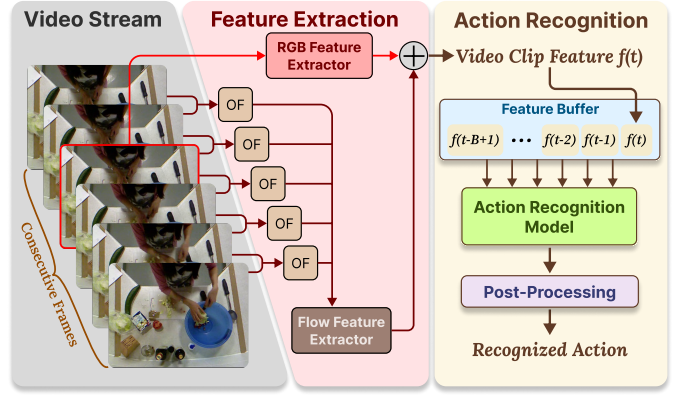 Video Stream
Feature Extraction
Action Recognition
RGB Feature
Extractor
Video Clip Feature f(t)
OF
OF
OF
OF
OF
Feature Buffer
f(t-B+1)
...
f(t-2)
f(t-1)
f(t)
Action Recognition
Model
Consecutive Frames
Flow Feature
Extractor
Post-Processing
Recognized Action